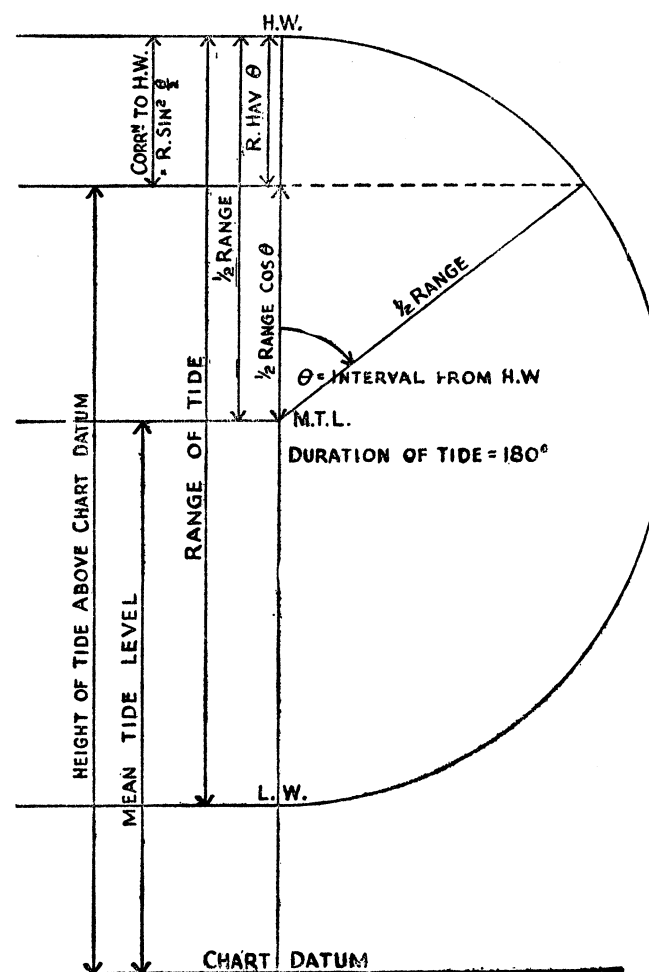 H.W.
CORRᴺ TO H.W.
= R. SIN² θ/2
R. HAV θ
½ RANGE
½ RANGE COS θ
½ RANGE
θ = INTERVAL FROM H.W
M.T.L.
DURATION OF TIDE = 180°
RANGE OF TIDE
HEIGHT OF TIDE ABOVE CHART DATUM
MEAN TIDE LEVEL
L.W.
CHART DATUM